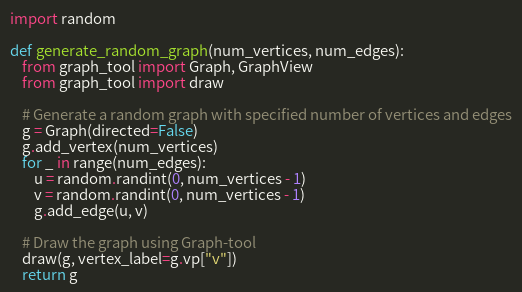 import random
def generate_random_graph(num_vertices, num_edges):
from graph_tool import Graph, GraphView
from graph_tool import draw
# Generate a random graph with specified number of vertices and edges
g = Graph(directed=False)
g.add_vertex(num_vertices)
for _ in range(num_edges):
u = random.randint(0, num_vertices - 1)
v = random.randint(0, num_vertices - 1)
g.add_edge(u, v)
# Draw the graph using Graph-tool
draw(g, vertex_label=g.vp["v"])
return g